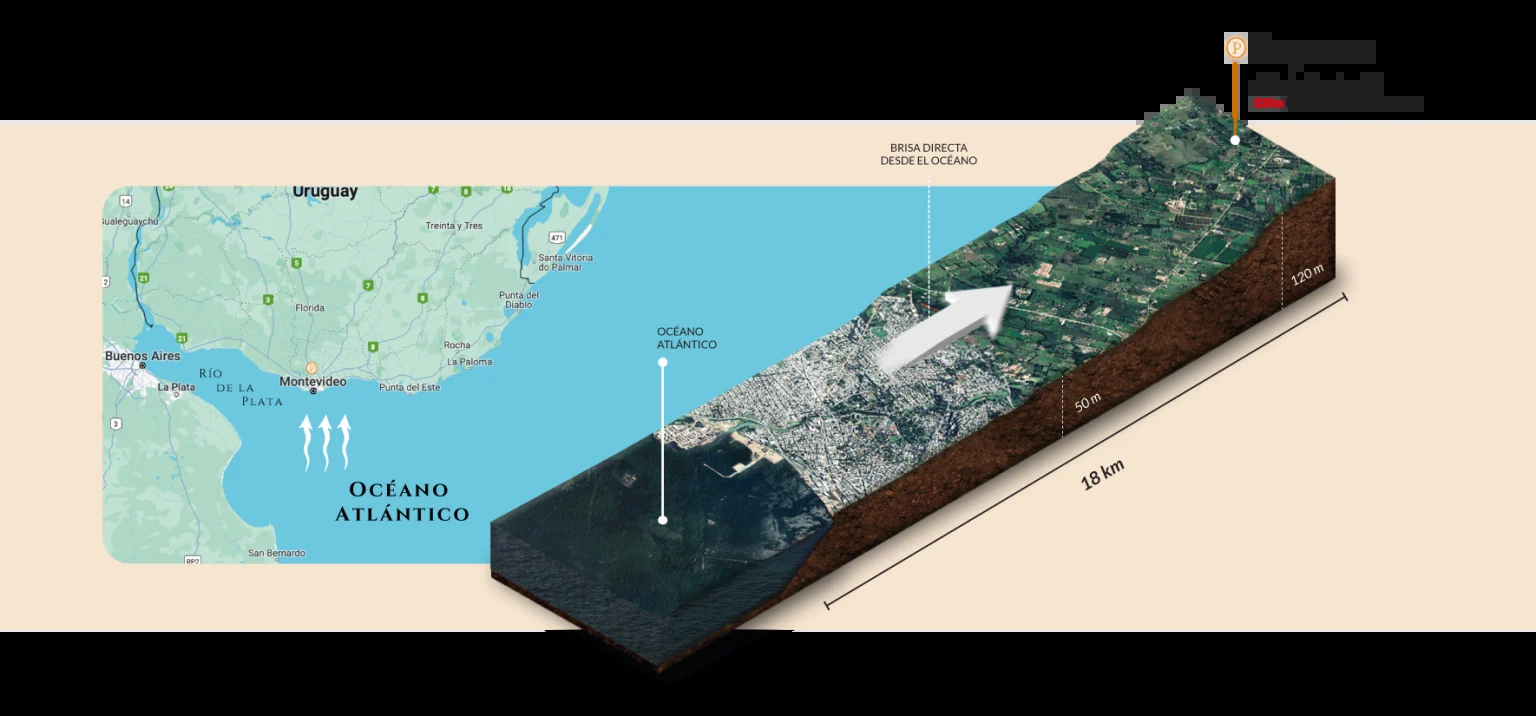 P
BRISA DIRECTA
DESDE EL OCÉANO
Uruguay
7
8
14
Gualeguaychú
Treinta y Tres
471
Santa Vitoria
do Palmar
5
2
21
7
Punta del
Diablo
3
8
Florida
120 m
OCÉANO
ATLÁNTICO
21
Rocha
8
Buenos Aires
La Paloma
P
RÍO
DE LA
PLATA
La Plata
Montevideo
Punta del Este
50 m
3
18 km
OCÉANO
ATLÁNTICO
San Bernardo
RP2